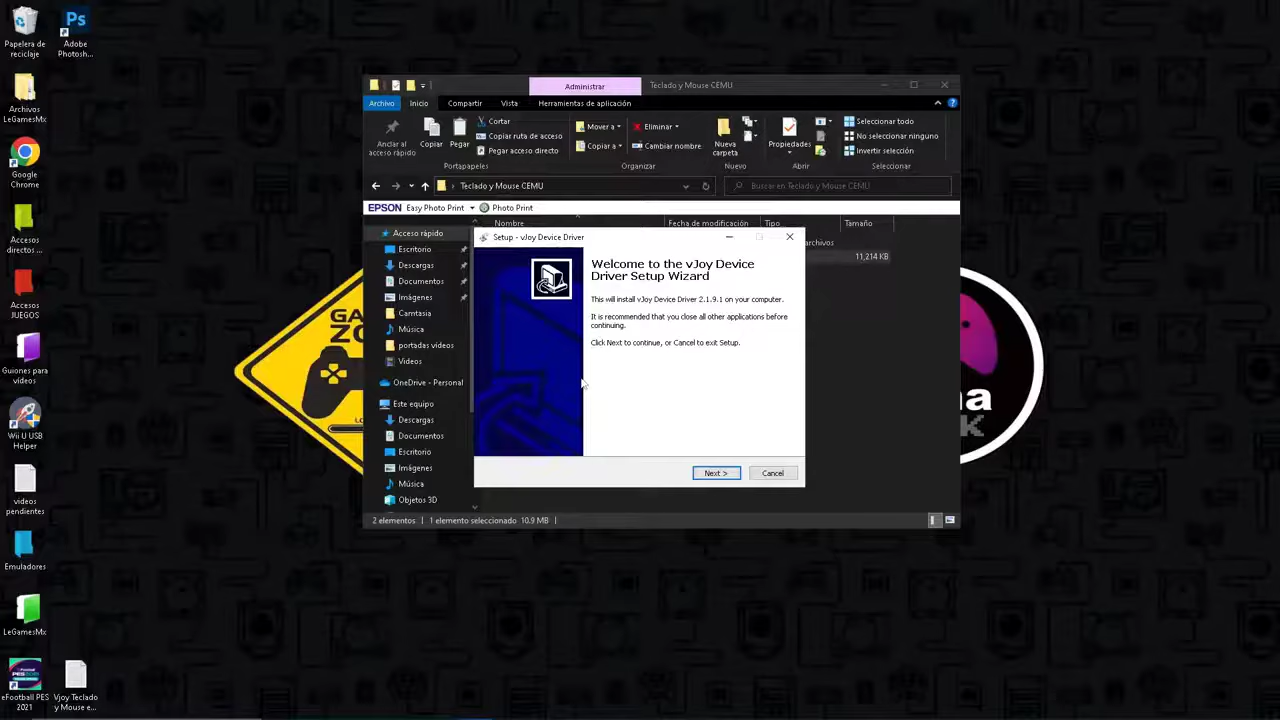 Papelera de
reciclaje
Ps
Adobe
Photosh...
Archivos
LeGamesMx
Google
Chrome
Accesos
directos ...
Accesos
JUEGOS
Guiones para
vídeos
Wii U USB
Helper
videos
pendientes
Emuladores
LeGamesMx
eFootball PES
2021
Vjoy Teclado
y Mouse e...
Administrar
Teclado y Mouse CEMU
Archivo
Inicio
Compartir
Vista
Herramientas de aplicación
Anclar al
acceso rápido
Copiar
Pegar
Cortar
Copiar ruta de acceso
Pegar acceso directo
Portapapeles
Mover a
Copiar a
Eliminar
Cambiar nombre
Organizar
Nueva
carpeta
Nuevo
Propiedades
Abrir
Seleccionar todo
No seleccionar ninguno
Invertir selección
Seleccionar
Teclado y Mouse CEMU
Buscar en Teclado y Mouse CEMU
EPSON Easy Photo Print Photo Print
Nombre
Fecha de modificación
Tipo
Tamaño
archivos
11,214 KB
Acceso rápido
Escritorio
Descargas
Documentos
Imágenes
Camtasia
Música
portadas videos
Videos
OneDrive - Personal
Este equipo
Descargas
Documentos
Escritorio
Imágenes
Música
Objetos 3D
Setup - vJoy Device Driver
Welcome to the vJoy Device
Driver Setup Wizard
This will install vJoy Device Driver 2.1.9.1 on your computer.
It is recommended that you close all other applications before
continuing.
Click Next to continue, or Cancel to exit Setup.
Next >
Cancel
2 elementos
1 elemento seleccionado 10.9 MB